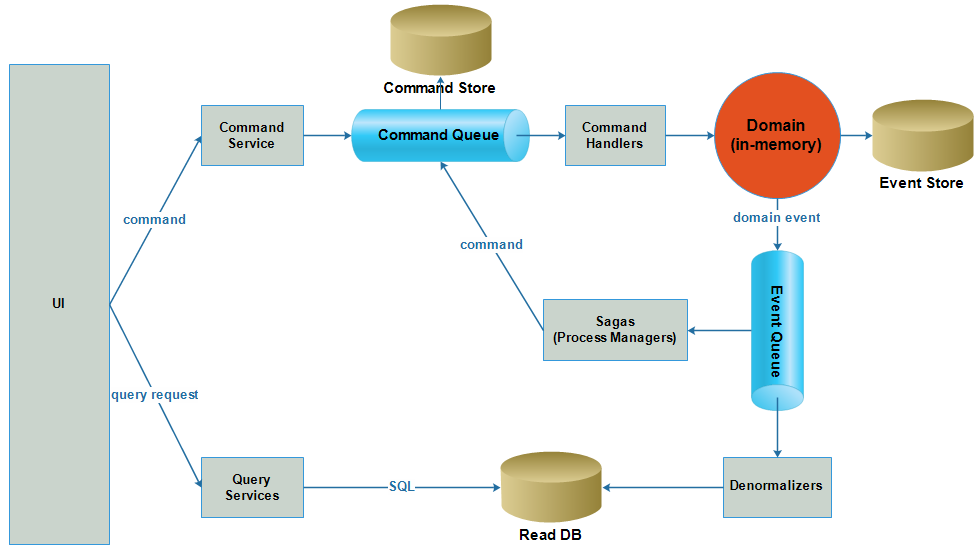 Command Store
Command
Service
Command Queue
Command
Handlers
Domain
(in-memory)
Event Store
command
domain event
command
UI
Sagas
(Process Managers)
Event Queue
query request
Query
Services
SQL
Denormalizers
Read DB